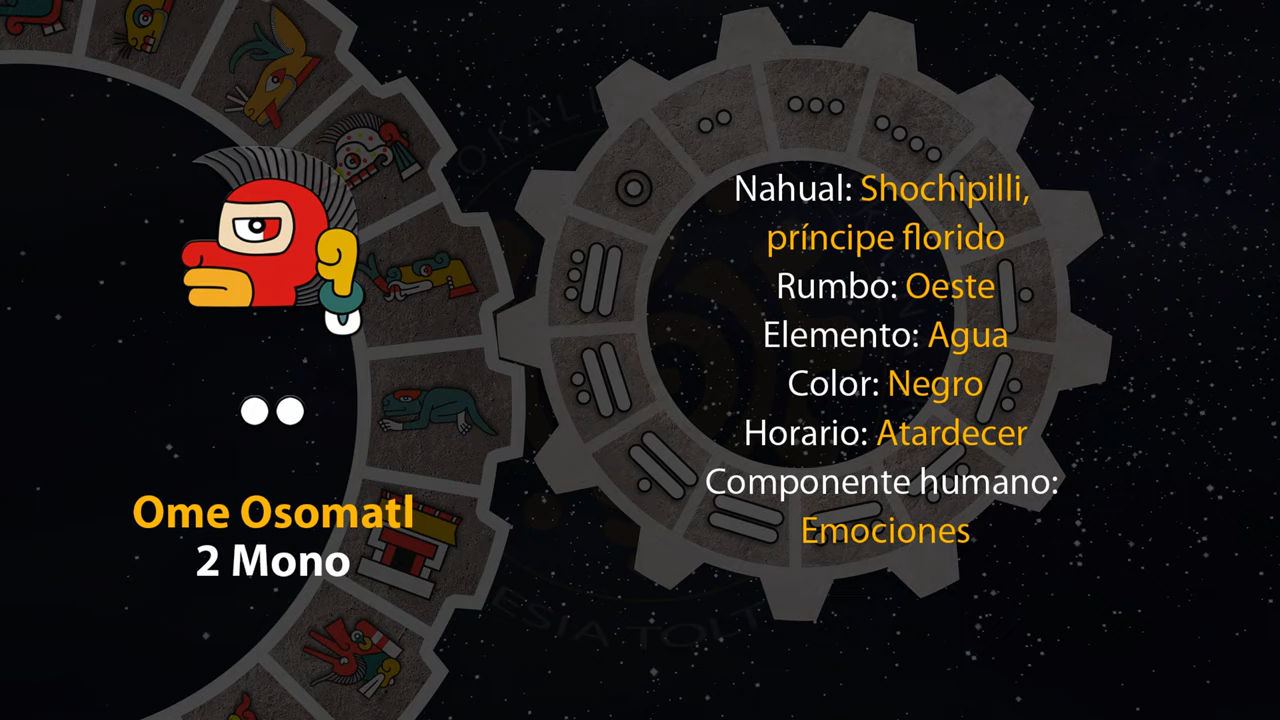 Ome Osomatl
2 Mono
Nahual: Shochipilli,
príncipe florido
Rumbo: Oeste
Elemento: Agua
Color: Negro
Horario: Atardecer
Componente humano:
Emociones